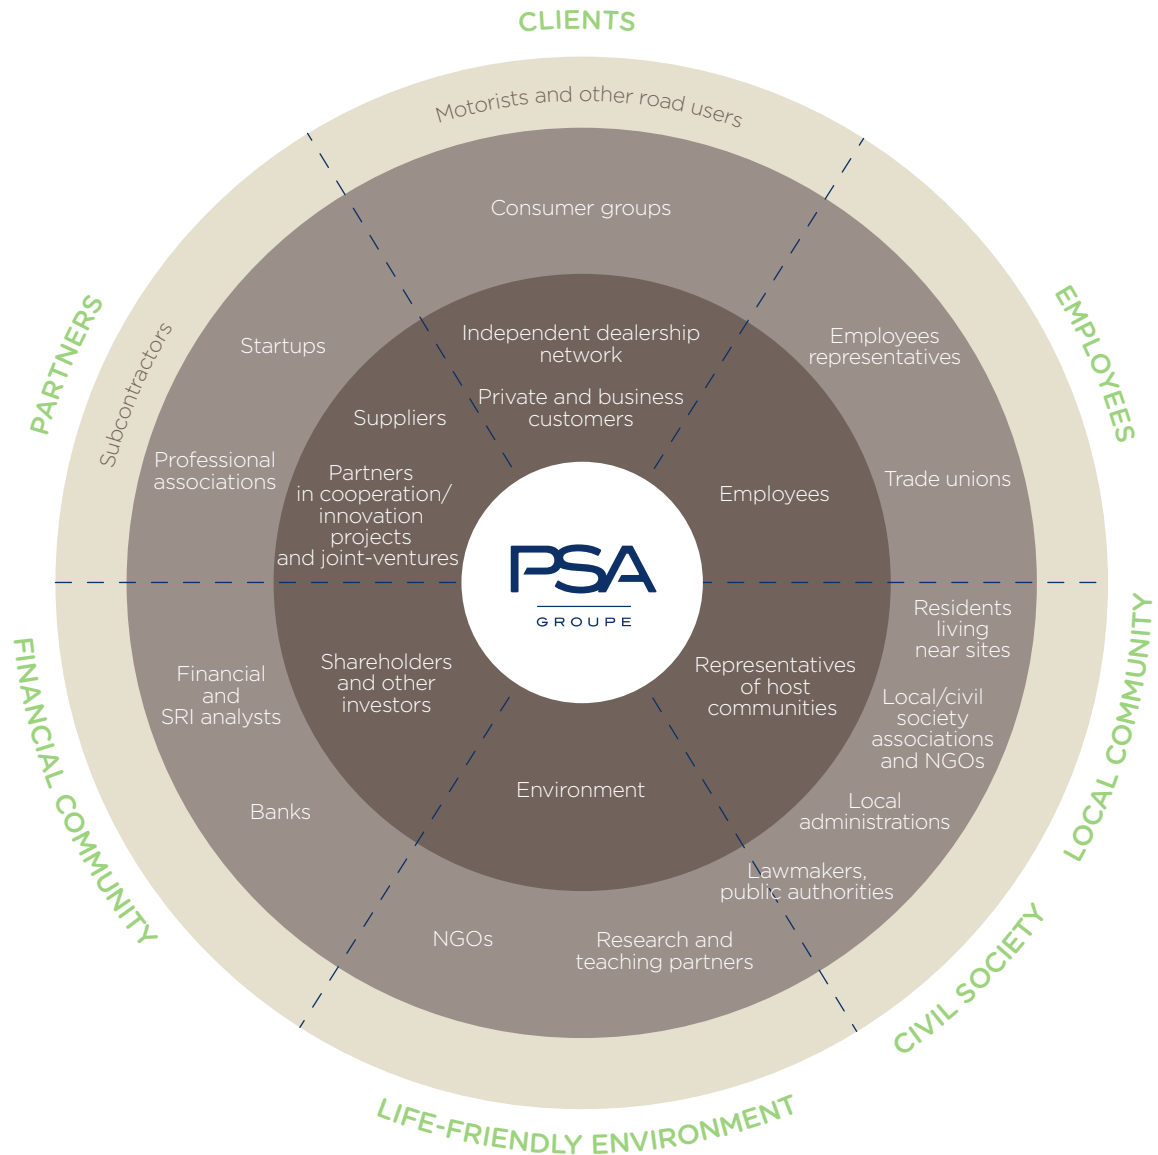 CLIENTS
Motorists and other road users
Consumer groups
Independent dealership
network
Private and business
customers
EMPLOYEES
Employees
representatives
Trade unions
Employees
PARTNERS
Subcontractors
Startups
Professional
associations
Suppliers
Partners
in cooperation/
innovation
projects
and joint-ventures
PSA
GROUPE
FINANCIAL COMMUNITY
Financial
and
SRI analysts
Banks
Shareholders
and other
investors
LOCAL COMMUNITY
Residents
living
near sites
Representatives
of host
communities
Local/civil
society
associations
and NGOs
Local
administrations
Lawmakers,
public authorities
CIVIL SOCIETY
Environment
NGOs
Research and
teaching partners
LIFE-FRIENDLY ENVIRONMENT